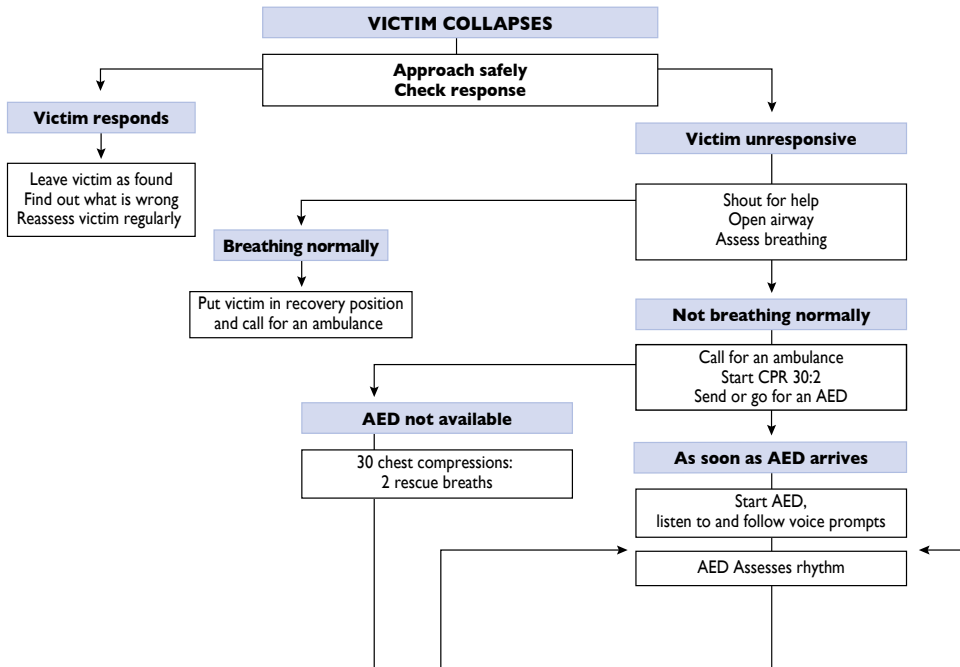 VICTIM COLLAPSES
Approach safely
Check response
Victim responds
Leave victim as found
Find out what is wrong
Reassess victim regularly
Victim unresponsive
Shout for help
Open airway
Assess breathing
Breathing normally
Put victim in recovery position
and call for an ambulance
Not breathing normally
Call for an ambulance
Start CPR 30:2
Send or go for an AED
AED not available
30 chest compressions:
2 rescue breaths
As soon as AED arrives
Start AED,
listen to and follow voice prompts
AED Assesses rhythm